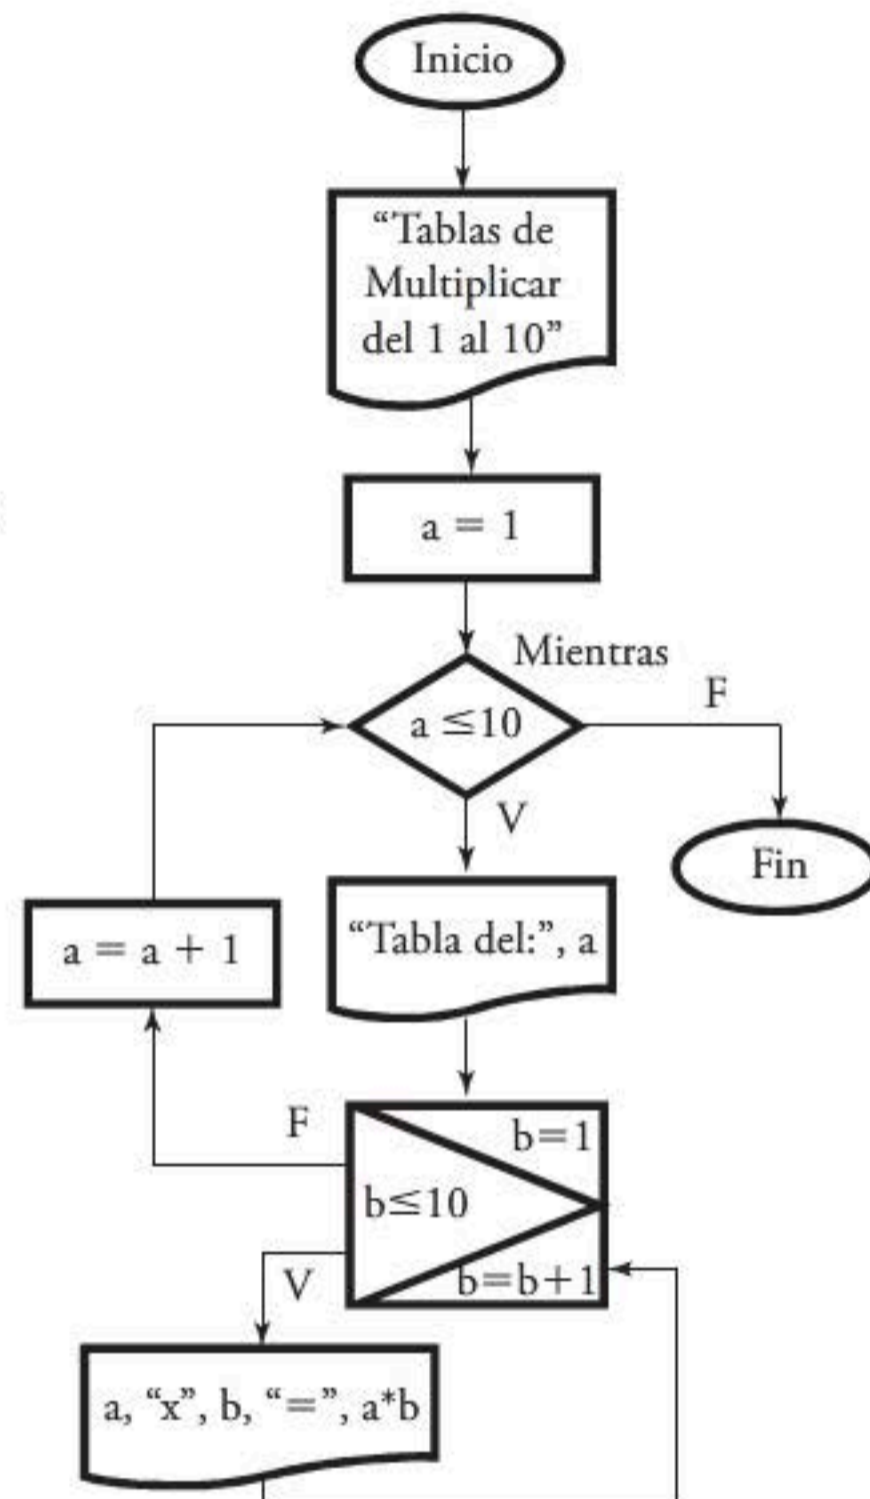 Inicio
“Tablas de
Multiplicar
del 1 al 10”
a = 1
Mientras
a ≤10
F
V
Fin
“Tabla del:”, a
a = a + 1
F
b=1
b≤10
b=b+1
V
a, “x”, b, “=”, a*b